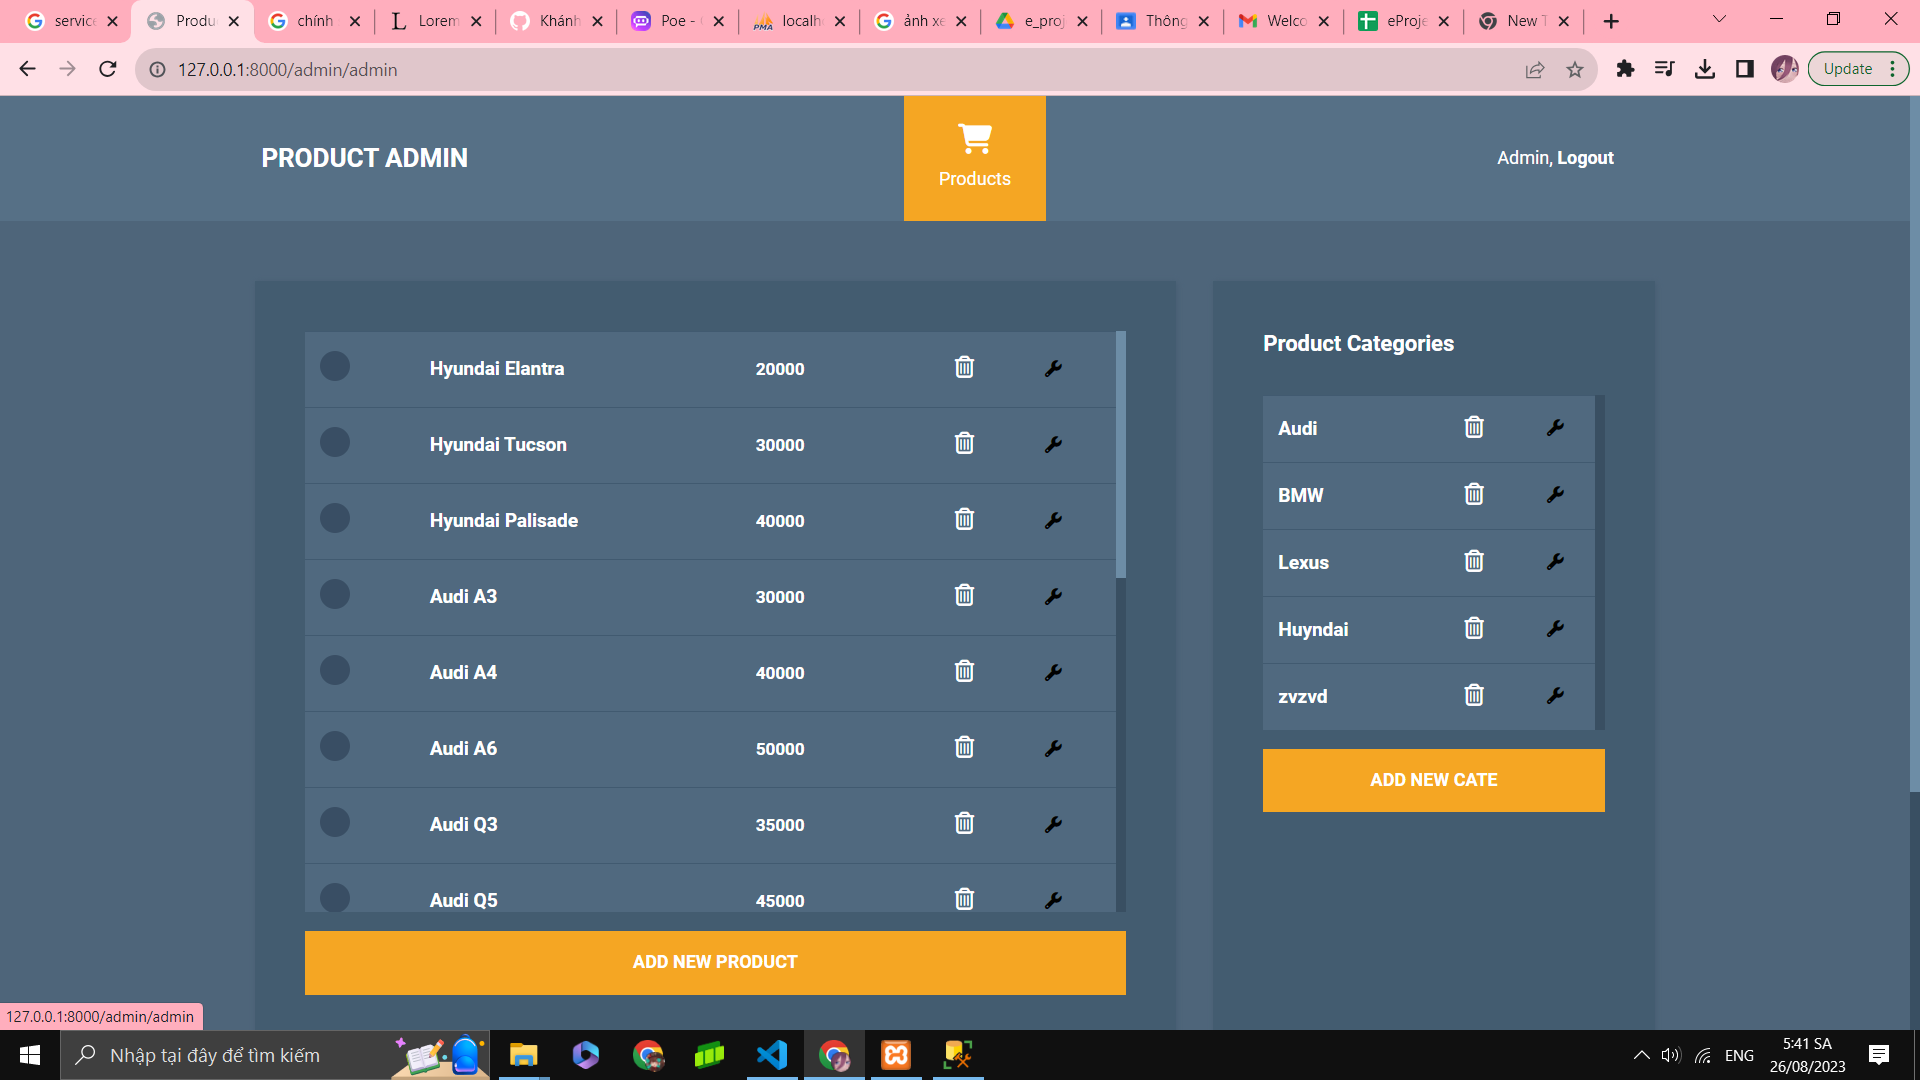 service
Produ
chính
Lorem
Khánh
Poe -
localho
ảnh xe
e_proj
Thông
Welco
eProje
New T
127.0.0.1:8000/admin/admin
Update
PRODUCT ADMIN
Products
Admin, Logout
Hyundai Elantra 20000
Hyundai Tucson 30000
Hyundai Palisade 40000
Audi A3 30000
Audi A4 40000
Audi A6 50000
Audi Q3 35000
Audi Q5 45000
ADD NEW PRODUCT
Product Categories
Audi
BMW
Lexus
Huyndai
zvzvd
ADD NEW CATE
127.0.0.1:8000/admin/admin
Nhập tại đây để tìm kiếm
ENG
5:41 SA
26/08/2023